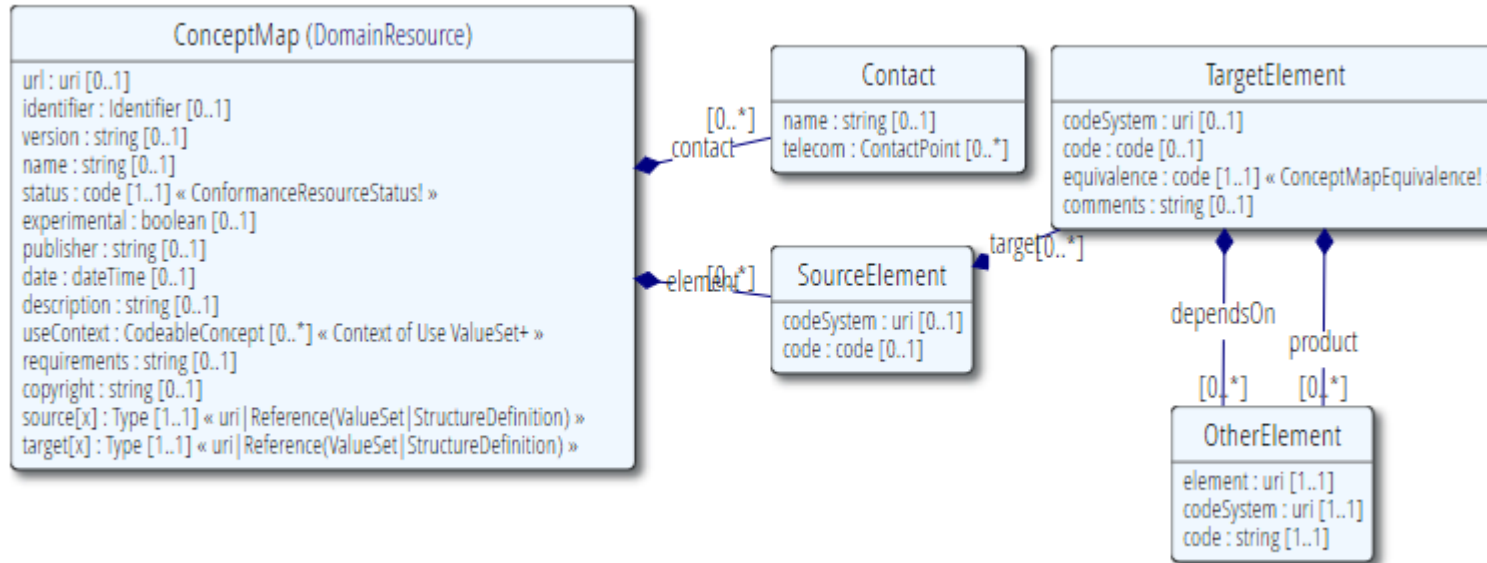 ConceptMap (DomainResource)
url : uri [0..1]
identifier : Identifier [0..1]
version : string [0..1]
name : string [0..1]
status : code [1..1] « ConformanceResourceStatus! »
experimental : boolean [0..1]
publisher : string [0..1]
date : dateTime [0..1]
description : string [0..1]
useContext : CodeableConcept [0..*] « Context of Use ValueSet+ »
requirements : string [0..1]
copyright : string [0..1]
source[x] : Type [1..1] « uri|Reference(ValueSet|StructureDefinition) »
target[x] : Type [1..1] « uri|Reference(ValueSet|StructureDefinition) »
[0..*]
contact
Contact
name : string [0..1]
telecom : ContactPoint [0..*]
element
[0..*]
SourceElement
codeSystem : uri [0..1]
code : code [0..1]
target
[0..*]
TargetElement
codeSystem : uri [0..1]
code : code [0..1]
equivalence : code [1..1] « ConceptMapEquivalence!
comments : string [0..1]
dependsOn
product
[0..*]
[0..*]
OtherElement
element : uri [1..1]
codeSystem : uri [1..1]
code : string [1..1]